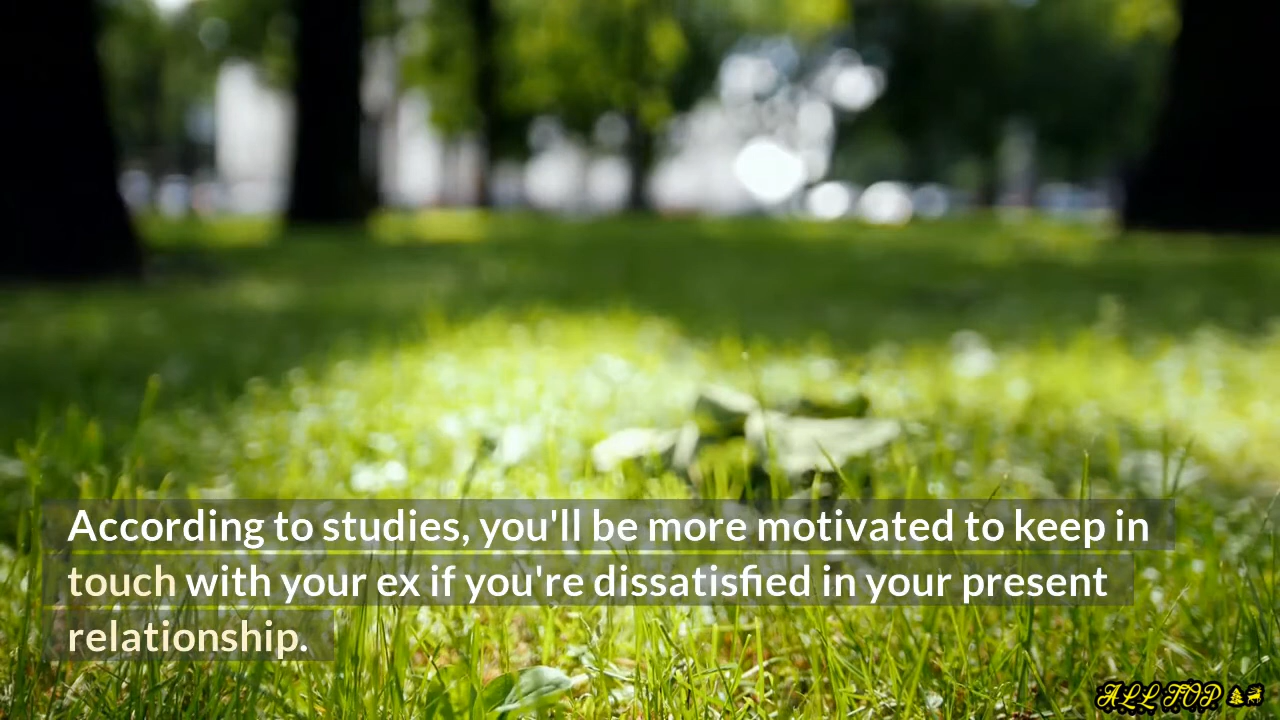 According to studies, you'll be more motivated to keep in
touch with your ex if you're dissatisfied in your present
relationship.
ALL TOP 🌲🦌